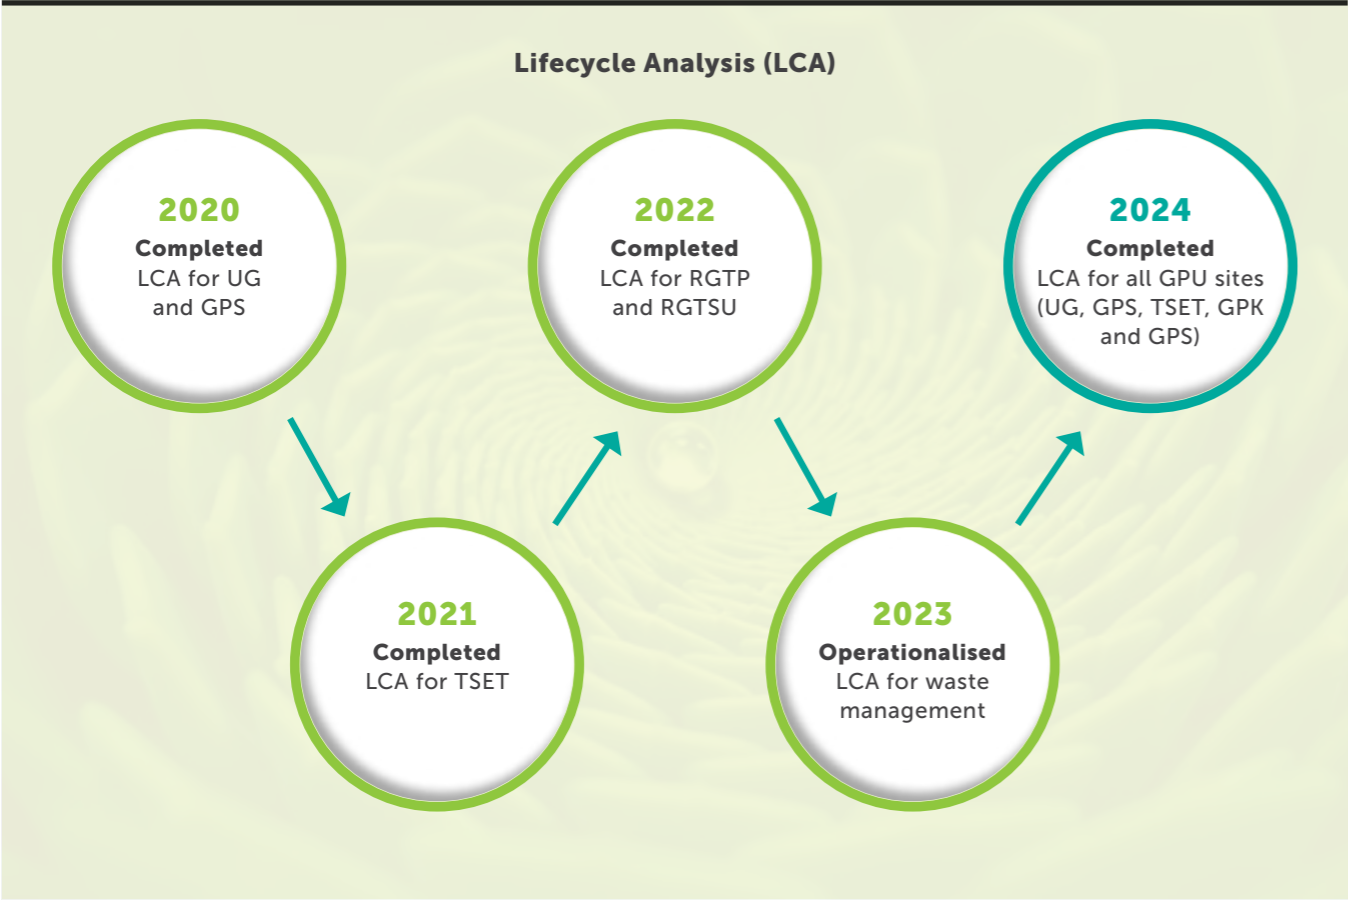 Lifecycle Analysis (LCA)
2020
Completed
LCA for UG
and GPS
2021
Completed
LCA for TSET
2022
Completed
LCA for RGTP
and RGTSU
2023
Operationalised
LCA for waste
management
2024
Completed
LCA for all GPU sites
(UG, GPS, TSET, GPK
and GPS)